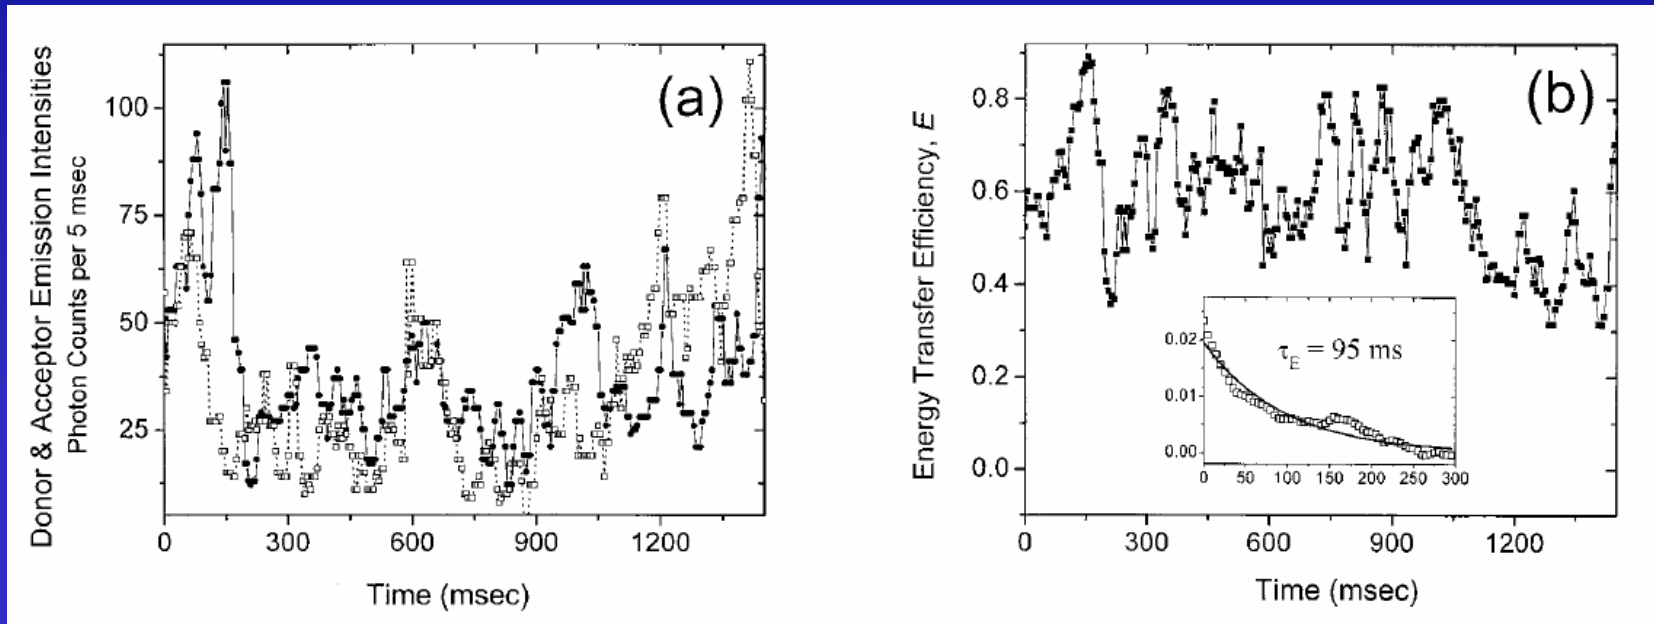 Donor & Acceptor Emission Intensities
Photon Counts per 5 msec
100
75
50
25
(a)
0 300 600 900 1200
Time (msec)
Energy Transfer Efficiency, E
0.8
0.6
0.4
0.2
0.0
(b)
τE = 95 ms
0.02
0.01
0.00
0 50 100 150 200 250 300
0 300 600 900 1200
Time (msec)